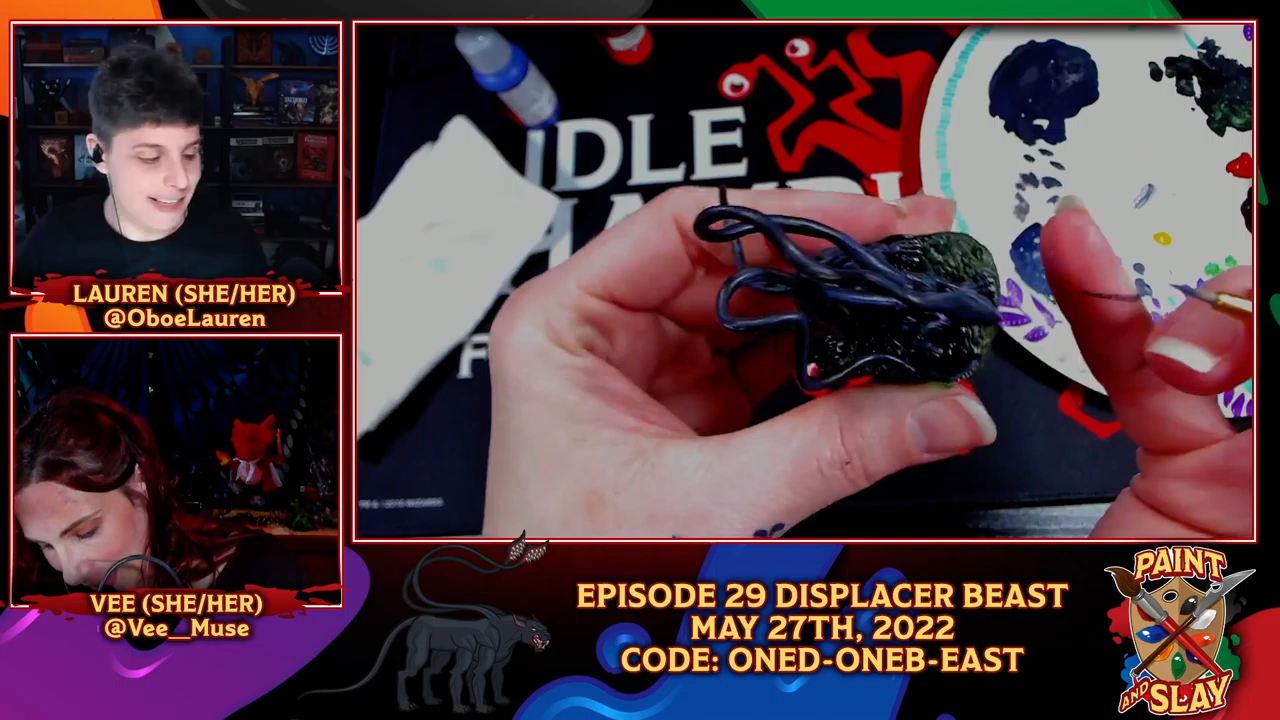 LAUREN (SHE/HER)
@OboeLauren
VEE (SHE/HER)
@Vee__Muse
IDLE
F
EPISODE 29 DISPLACER BEAST
MAY 27TH, 2022
CODE: ONED-ONEB-EAST
PAINT
AND SLAY